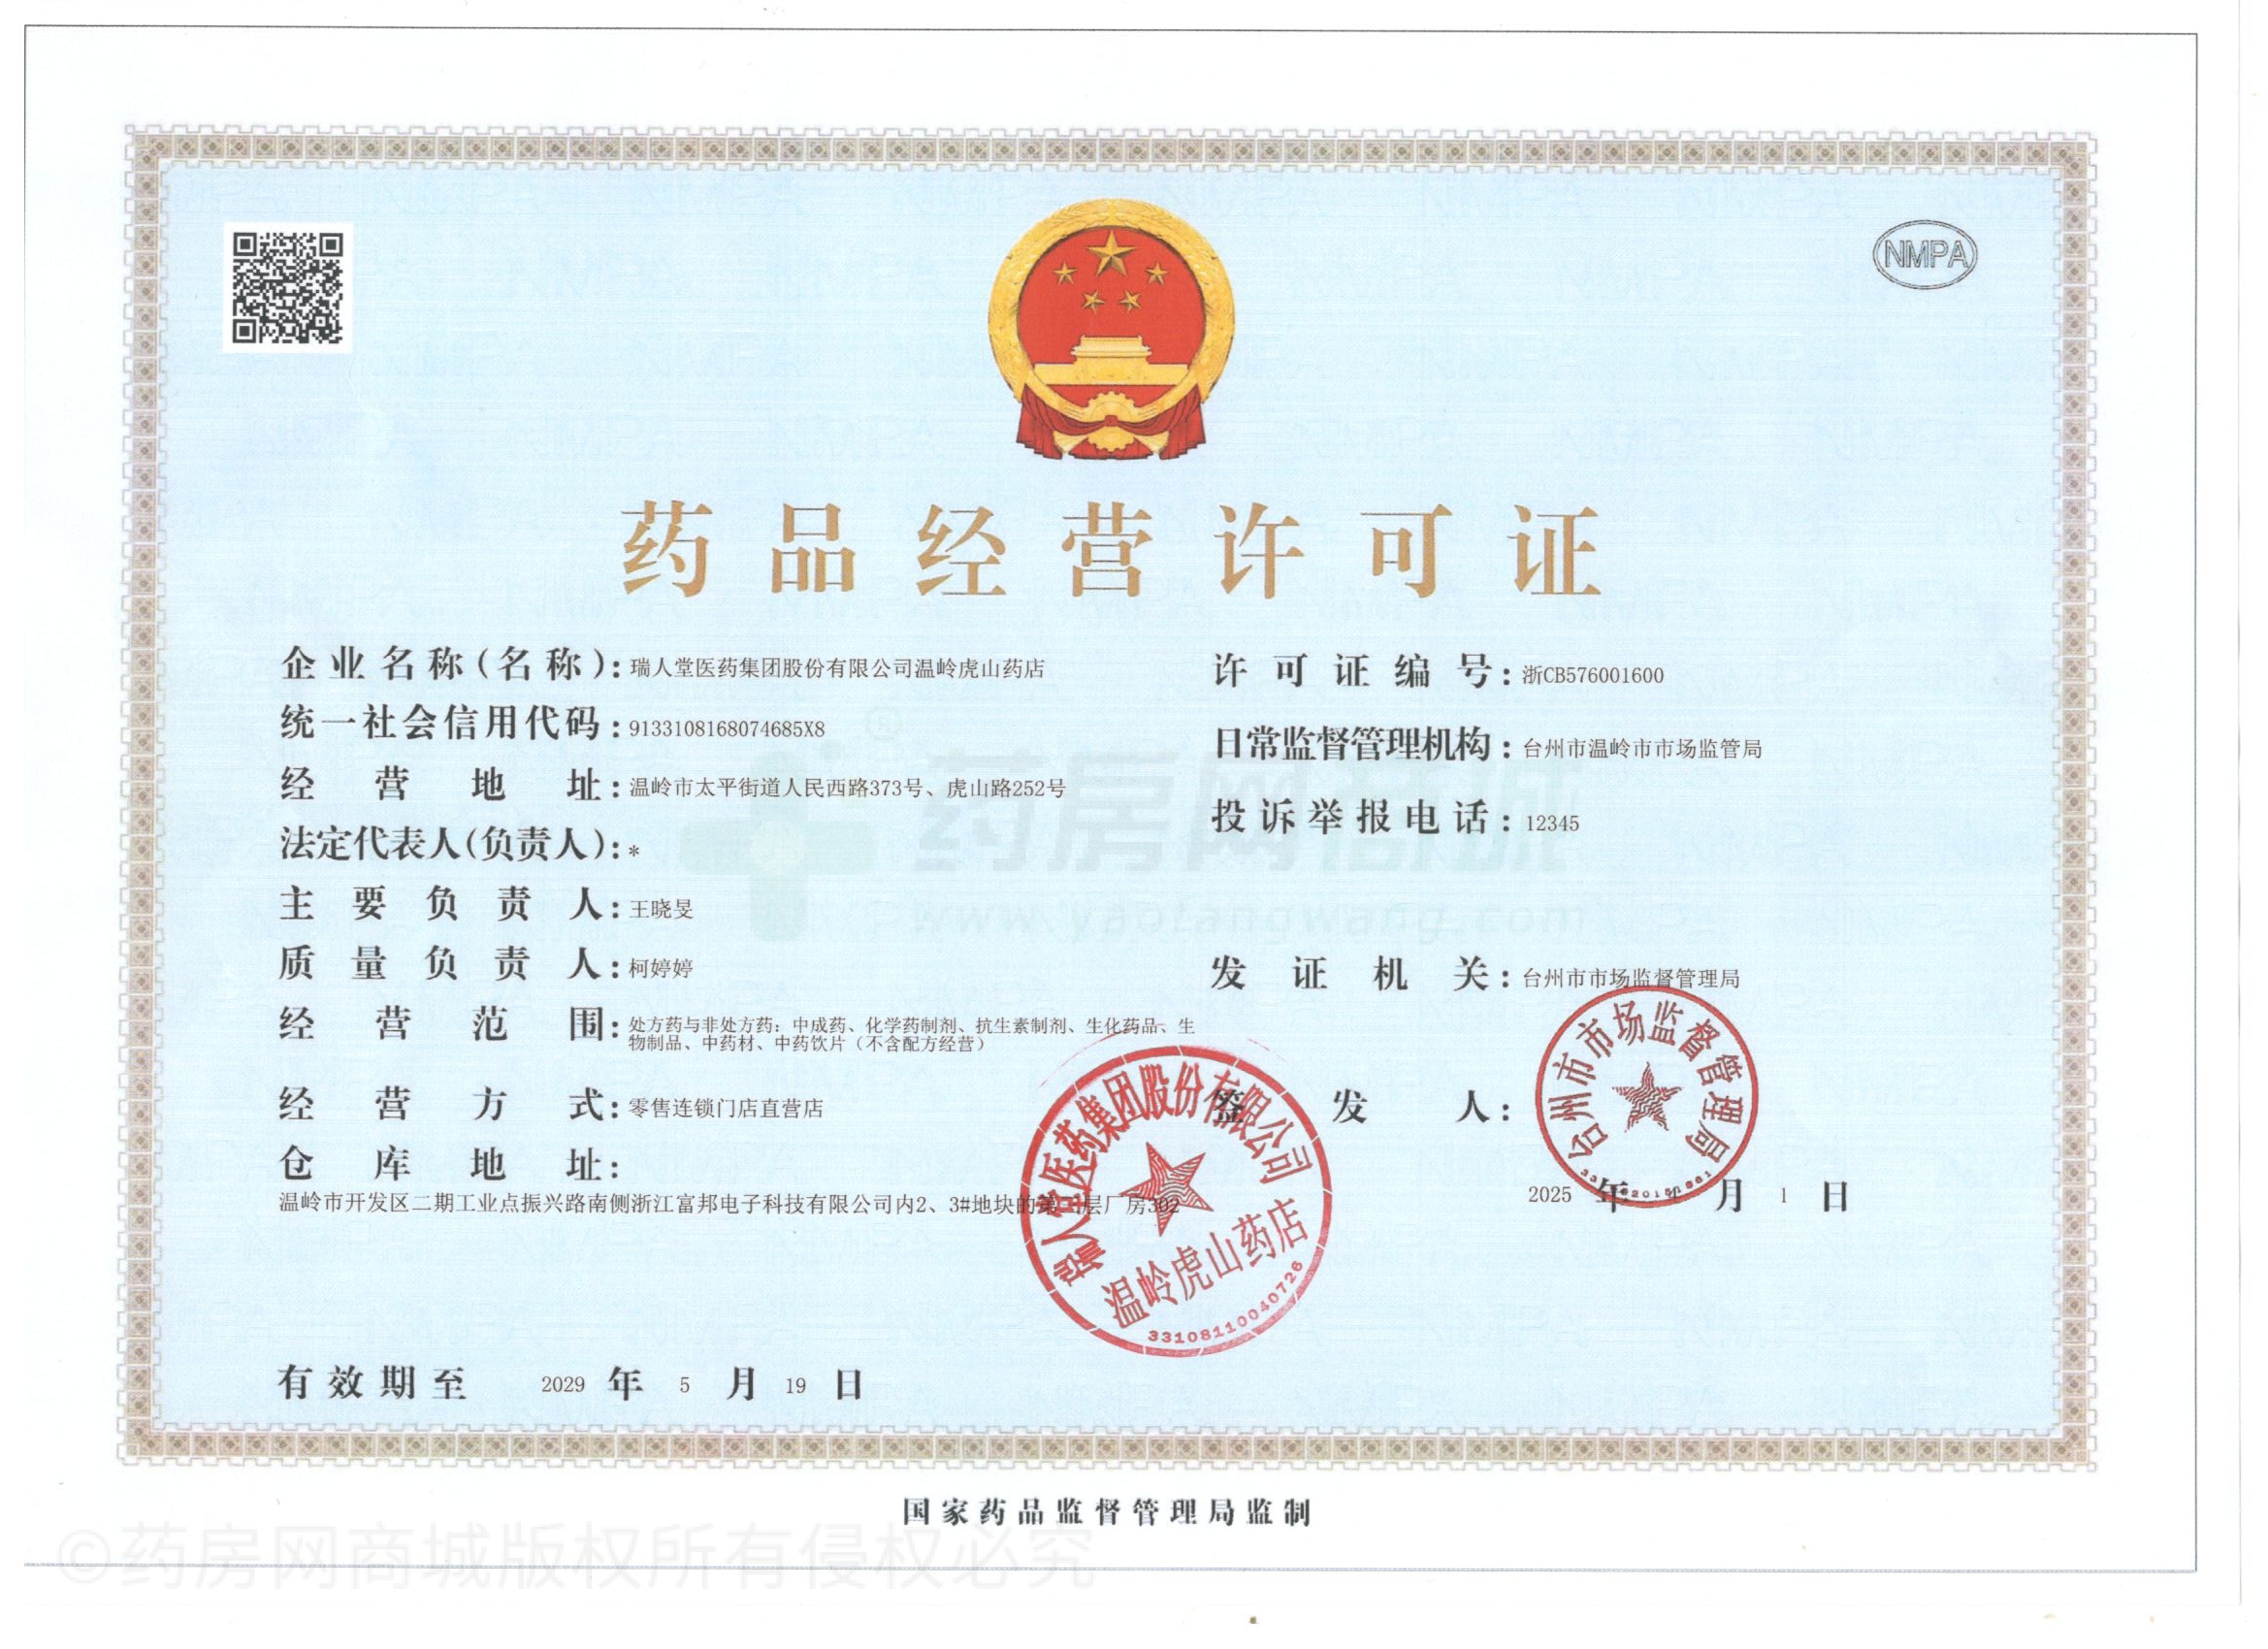 NMPA
药品经营许可证
企业名称(名称)：瑞人堂医药集团股份有限公司温岭虎山药店
许可证编号：浙CB576001600
统一社会信用代码：9133108168074685X8
日常监督管理机构：台州市温岭市市场监管局
经营地址：温岭市太平街道人民西路373号、虎山路252号
投诉举报电话：12345
法定代表人(负责人)：*
主要负责人：王晓旻
质量负责人：柯婷婷
发证机关：台州市市场监督管理局
经营范围：处方药与非处方药：中成药、化学药制剂、抗生素制剂、生化药品、生
物制品、中药材、中药饮片（不含配方经营）
经营方式：零售连锁门店直营店
签发人：
仓库地址：
温岭市开发区二期工业点振兴路南侧浙江富邦电子科技有限公司内2、3#地块的第 层厂房302
2025 年 月 1 日
瑞人堂医药集团股份有限公司
温岭虎山药店
33108110040726
台州市市场监督管理局
有效期至 2029 年 5 月 19 日
国家药品监督管理局监制
药房网商城
www.yaofangwang.com
©药房网商城版权所有侵权必究